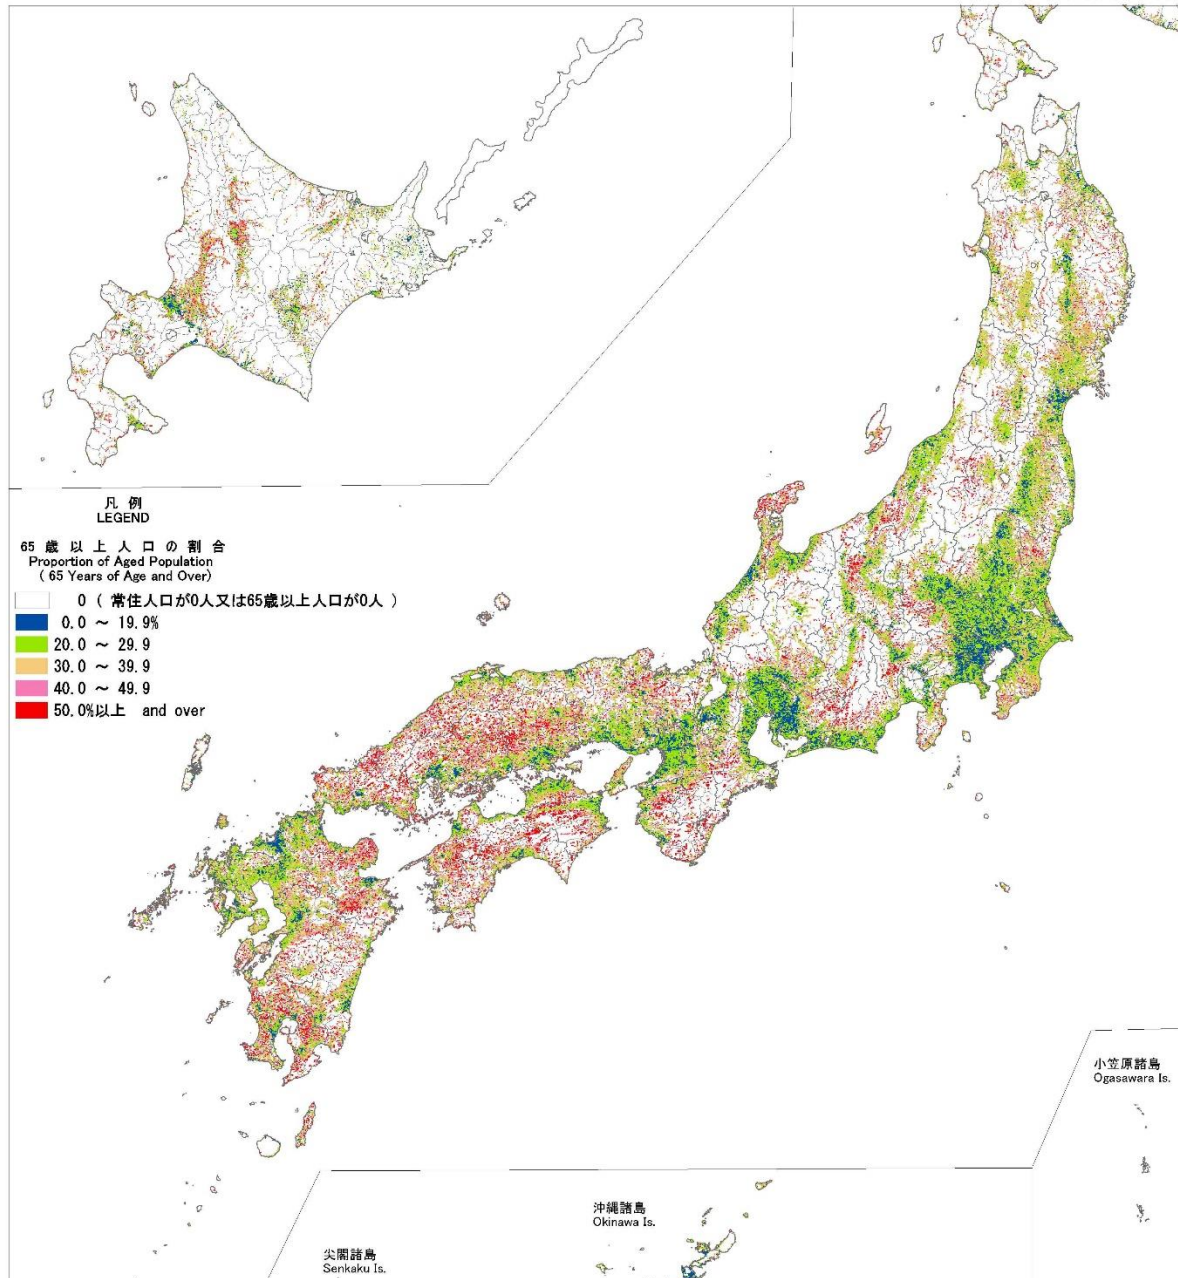 凡 例
LEGEND
65 歳 以 上 人 口 の 割 合
Proportion of Aged Population
( 65 Years of Age and Over)
0 ( 常住人口が0人又は65歳以上人口が0人 )
0.0 ～ 19.9%
20.0 ～ 29.9
30.0 ～ 39.9
40.0 ～ 49.9
50.0%以上 and over
小笠原諸島
Ogasawara Is.
沖縄諸島
Okinawa Is.
尖閣諸島
Senkaku Is.